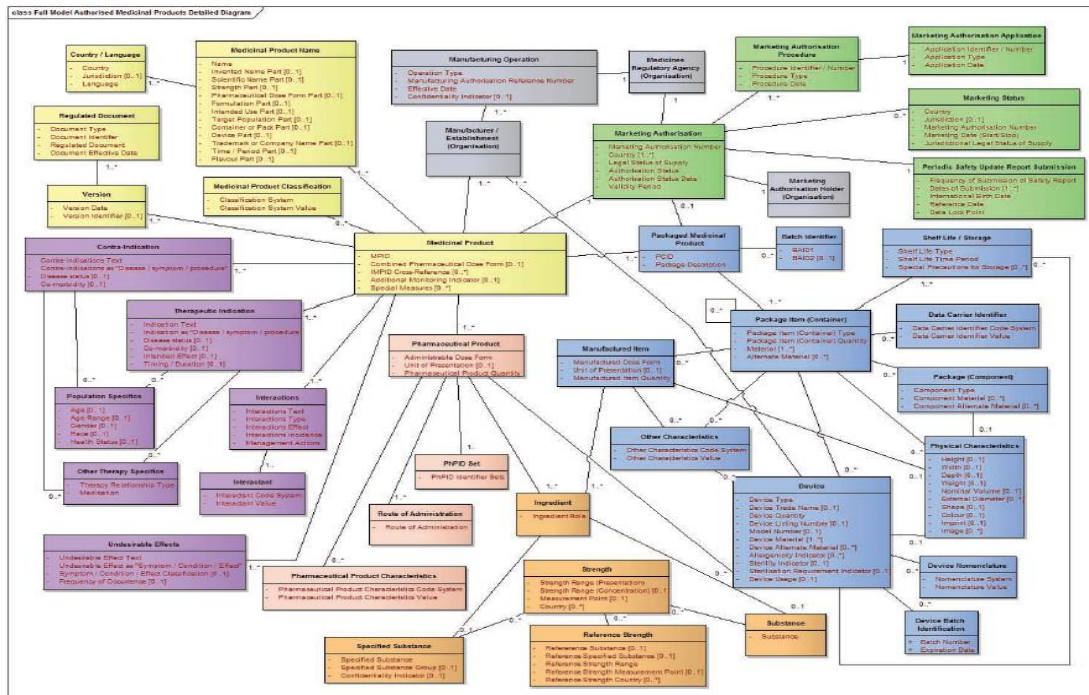 class Full Model Authorised Medicinal Products Detailed Diagram
Country / Language
- Country
- Jurisdiction [0..1]
- Language
Medicinal Product Name
- Name
- Invented Name Part [0..1]
- Scientific Name Part [0..1]
- Strength Part [0..1]
- Pharmaceutical Dose Form Part [0..1]
- Formulation Part [0..1]
- Intended Use Part [0..1]
- Target Population Part [0..1]
- Container or Pack Part [0..1]
- Device Part [0..1]
- Trademark or Company Name Part [0..1]
- Time / Period Part [0..1]
- Flavour Part [0..1]
Manufacturing Operation
- Operation Type
- Manufacturing Authorisation Reference Number
- Effective Date
- Confidentiality Indicator [0..1]
Medicines
Regulatory Agency
(Organisation)
Marketing Authorisation
Procedure
- Procedure Identifier / Number
- Procedure Type
- Procedure Date
Marketing Authorisation Application
- Application Identifier / Number
- Application Type
- Application Date
Regulated Document
- Document Type
- Document Identifier
- Regulated Document
- Document Effective Date
Manufacturer /
Establishment
(Organisation)
Marketing Authorisation
- Marketing Authorisation Number
- Country [1..*]
- Legal Status of Supply
- Authorisation Status
- Authorisation Status Date
- Validity Period
Marketing Status
- Country
- Jurisdiction [0..1]
- Marketing Authorisation Number
- Marketing Date (Start/Stop)
- Jurisdictional Legal Status of Supply
Version
- Version Date
- Version Identifier [0..1]
Medicinal Product Classification
- Classification System
- Classification System Value
Marketing
Authorisation Holder
(Organisation)
Periodic Safety Update Report Submission
- Frequency of Submission of Safety Report
- Dates of Submission [1..*]
- International Birth Date
- Reference Date
- Data Lock Point
Contra-Indication
- Contra-Indications Text
- Contra-Indications as "Disease / symptom / procedure"
- Disease status [0..1]
- Co-morbidity [0..*]
Medicinal Product
- MPID
- Combined Pharmaceutical Dose Form [0..1]
- IMPID Cross-Reference [0..*]
- Additional Monitoring Indicator [0..1]
- Special Measures [0..*]
Packaged Medicinal
Product
- PCID
- Package Description
Batch Identifier
- BAID1
- BAID2 [0..1]
Shelf Life / Storage
- Shelf Life Type
- Shelf Life Time Period
- Special Precautions for Storage [0..*]
Therapeutic Indication
- Indication Text
- Indication as "Disease / symptom / procedure"
- Disease status [0..1]
- Co-morbidity [0..*]
- Intended Effect [0..1]
- Timing / Duration [0..1]
Pharmaceutical Product
- Administrable Dose Form
- Unit of Presentation [0..1]
- Pharmaceutical Product Quantity
Manufactured Item
- Manufactured Dose Form
- Unit of Presentation [0..1]
- Manufactured Item Quantity
Package Item (Container)
- Package Item (Container) Type
- Package Item (Container) Quantity
- Material [1..*]
- Alternate Material [0..*]
Data Carrier Identifier
- Data Carrier Identifier Code System
- Data Carrier Identifier Value
Population Specifics
- Age [0..1]
- Age Range [0..1]
- Gender [0..1]
- Race [0..1]
- Health Status [0..1]
Interactions
- Interactions Text
- Interactions Type
- Interactions Effect
- Interactions Incidence
- Management Actions
Package (Component)
- Component Type
- Component Material [0..*]
- Component Alternate Material [0..*]
Other Characteristics
- Other Characteristics Code System
- Other Characteristics Value
Physical Characteristics
- Height [0..1]
- Width [0..1]
- Depth [0..1]
- Weight [0..1]
- Nominal Volume [0..1]
- External Diameter [0..1]
- Shape [0..1]
- Colour [0..*]
- Imprint [0..*]
- Image [0..*]
Other Therapy Specifics
- Therapy Relationship Type
- Medication
Interactant
- Interactant Code System
- Interactant Value
PhPID Set
- PhPID Identifier Sets
Route of Administration
- Route of Administration
Ingredient
- Ingredient Role
Device
- Device Type
- Device Trade Name [0..1]
- Device Quantity
- Device Listing Number [0..1]
- Model Number [0..1]
- Device Material [1..*]
- Device Alternate Material [0..*]
- Allergenicity Indicator [0..1]
- Sterility Indicator [0..1]
- Sterilisation Requirement Indicator [0..1]
- Device Usage [0..1]
Undesirable Effects
- Undesirable Effect Text
- Undesirable Effect as "Symptom / Condition / Effect"
- Symptom / Condition / Effect Classification [0..1]
- Frequency of Occurrence [0..1]
Pharmaceutical Product Characteristics
- Pharmaceutical Product Characteristics Code System
- Pharmaceutical Product Characteristics Value
Strength
- Strength Range (Presentation)
- Strength Range (Concentration) [0..1]
- Measurement Point [0..1]
- Country [0..*]
Device Nomenclature
- Nomenclature System
- Nomenclature Value
Substance
- Substance
Device Batch
Identification
+ Batch Number
+ Expiration Date
Specified Substance
- Specified Substance
- Specified Substance Group [0..1]
- Confidentiality Indicator [0..1]
Reference Strength
- Reference Substance [0..1]
- Reference Specified Substance [0..1]
- Reference Strength Range
- Reference Strength Measurement Point [0..1]
- Reference Strength Country [0..*]